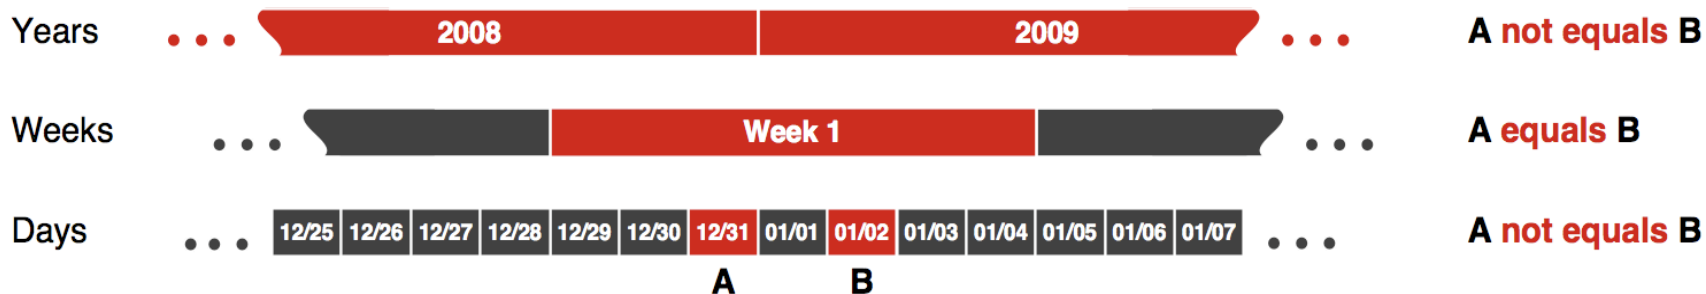 Years 2008 2009 A not equals B
Weeks Week 1 A equals B
Days 12/25 12/26 12/27 12/28 12/29 12/30 12/31 01/01 01/02 01/03 01/04 01/05 01/06 01/07 A not equals B
A B